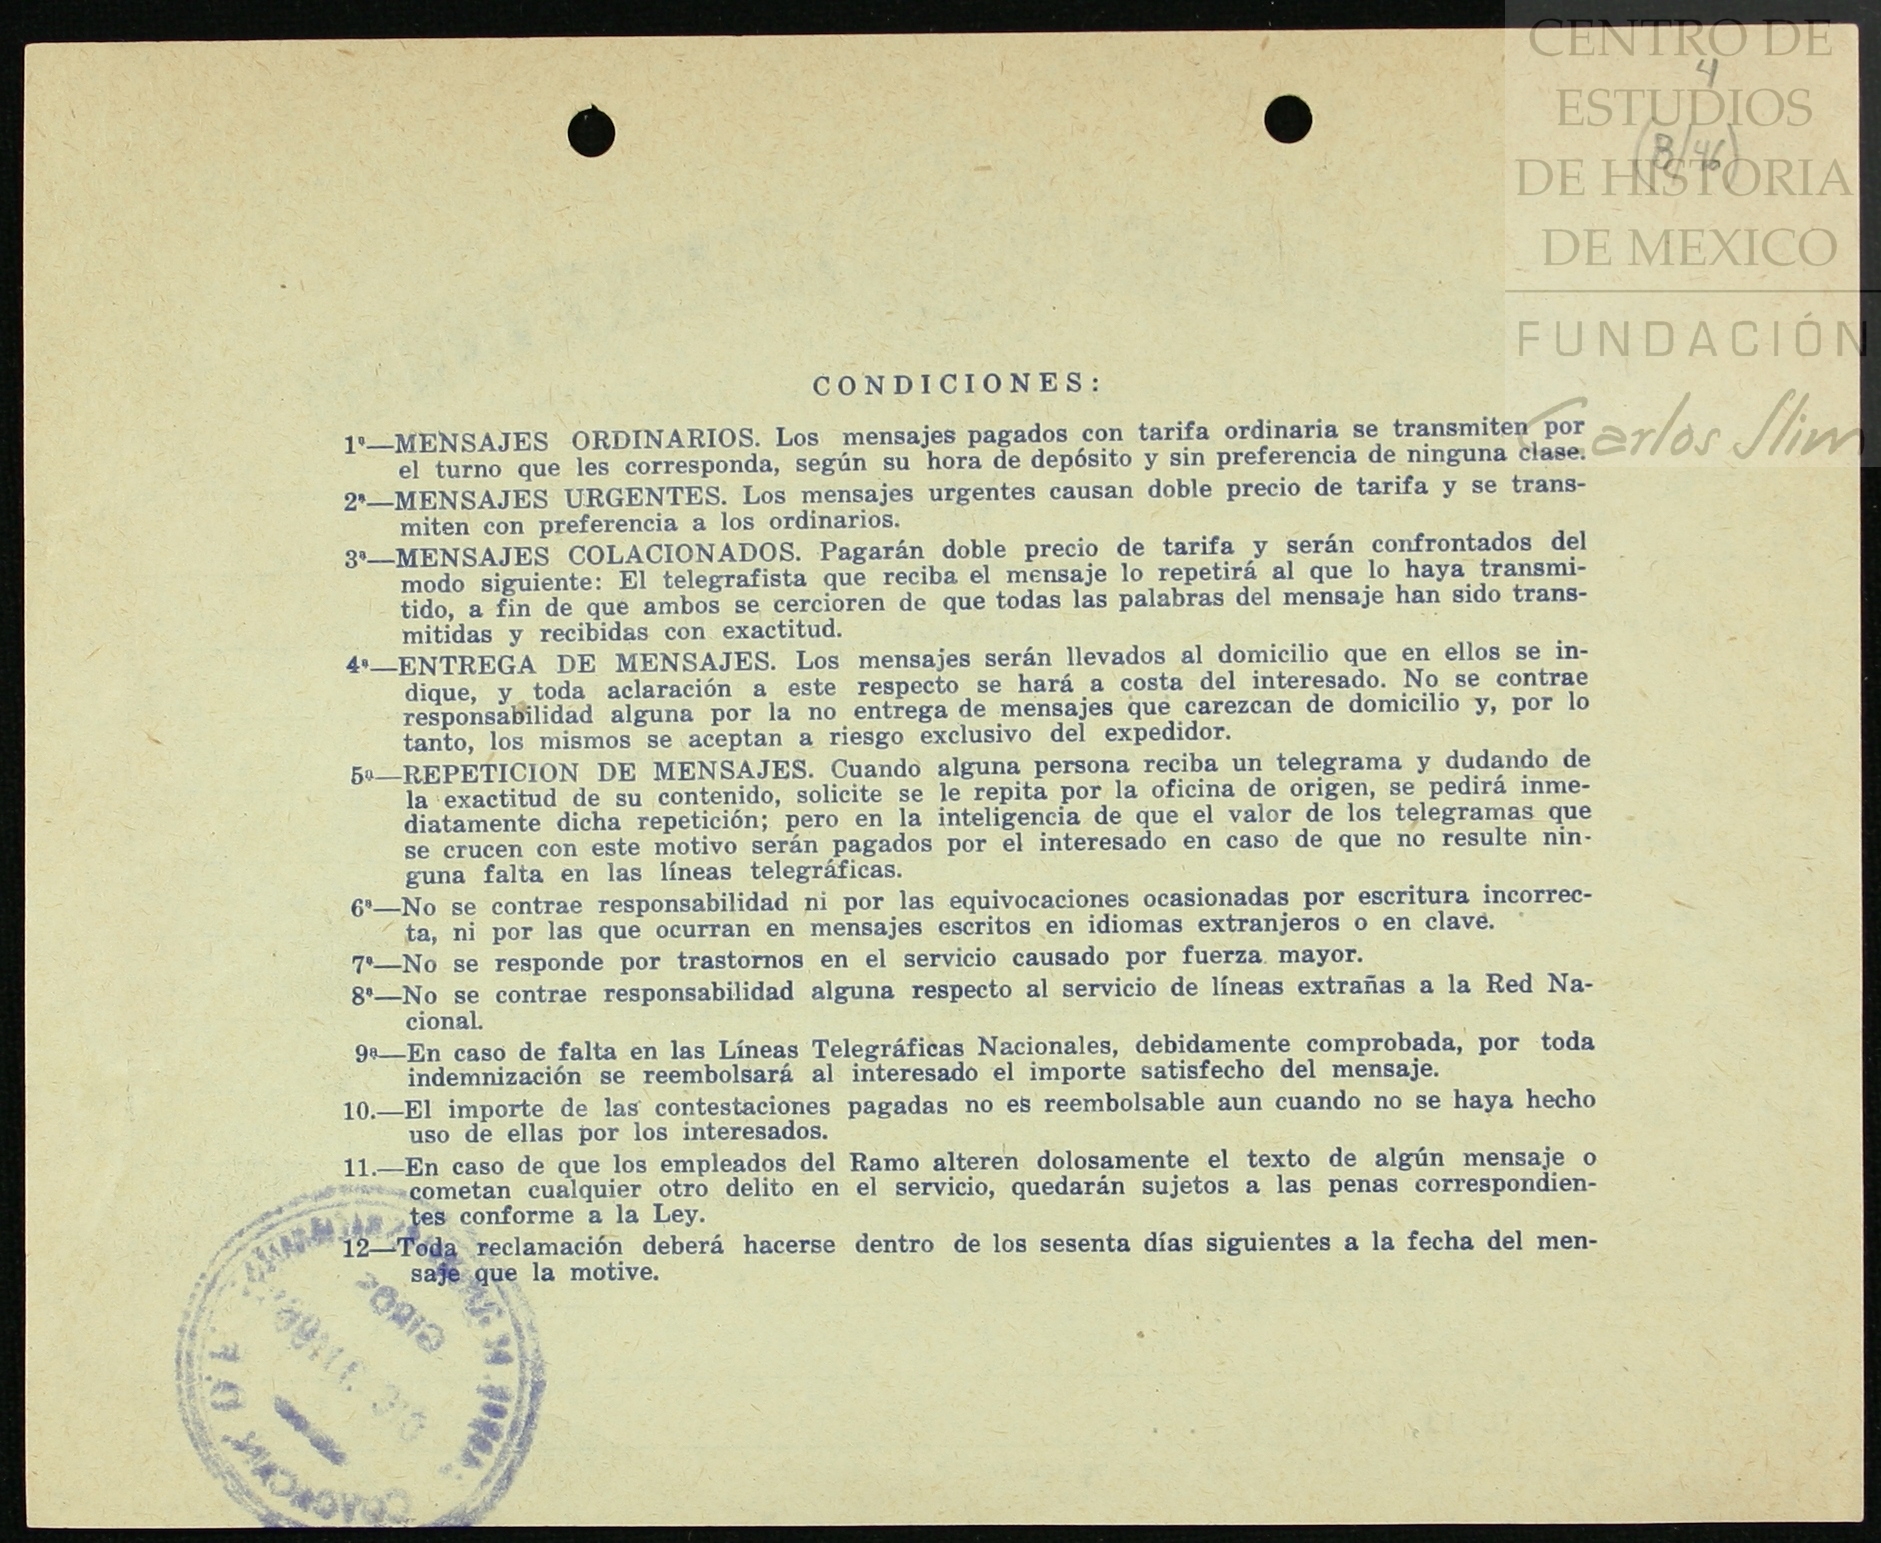 CENTRO DE
4
ESTUDIOS
(B/46)
DE HISTORIA
DE MEXICO
FUNDACIÓN
Carlos Slim
CONDICIONES:
1ª—MENSAJES ORDINARIOS. Los mensajes pagados con tarifa ordinaria se transmiten por
el turno que les corresponda, según su hora de depósito y sin preferencia de ninguna clase.
2ª—MENSAJES URGENTES. Los mensajes urgentes causan doble precio de tarifa y se trans-
miten con preferencia a los ordinarios.
3ª—MENSAJES COLACIONADOS. Pagarán doble precio de tarifa y serán confrontados del
modo siguiente: El telegrafista que reciba el mensaje lo repetirá al que lo haya transmi-
tido, a fin de que ambos se cercioren de que todas las palabras del mensaje han sido trans-
mitidas y recibidas con exactitud.
4ª—ENTREGA DE MENSAJES. Los mensajes serán llevados al domicilio que en ellos se in-
dique, y toda aclaración a este respecto se hará a costa del interesado. No se contrae
responsabilidad alguna por la no entrega de mensajes que carezcan de domicilio y, por lo
tanto, los mismos se aceptan a riesgo exclusivo del expedidor.
5ª—REPETICION DE MENSAJES. Cuando alguna persona reciba un telegrama y dudando de
la exactitud de su contenido, solicite se le repita por la oficina de origen, se pedirá inme-
diatamente dicha repetición; pero en la inteligencia de que el valor de los telegramas que
se crucen con este motivo serán pagados por el interesado en caso de que no resulte nin-
guna falta en las líneas telegráficas.
6ª—No se contrae responsabilidad ni por las equivocaciones ocasionadas por escritura incorrec-
ta, ni por las que ocurran en mensajes escritos en idiomas extranjeros o en clave.
7ª—No se responde por trastornos en el servicio causado por fuerza mayor.
8ª—No se contrae responsabilidad alguna respecto al servicio de líneas extrañas a la Red Na-
cional.
9ª—En caso de falta en las Líneas Telegráficas Nacionales, debidamente comprobada, por toda
indemnización se reembolsará al interesado el importe satisfecho del mensaje.
10.—El importe de las contestaciones pagadas no es reembolsable aun cuando no se haya hecho
uso de ellas por los interesados.
11.—En caso de que los empleados del Ramo alteren dolosamente el texto de algún mensaje o
cometan cualquier otro delito en el servicio, quedarán sujetos a las penas correspondien-
tes conforme a la Ley.
12—Toda reclamación deberá hacerse dentro de los sesenta días siguientes a la fecha del men-
saje que la motive.